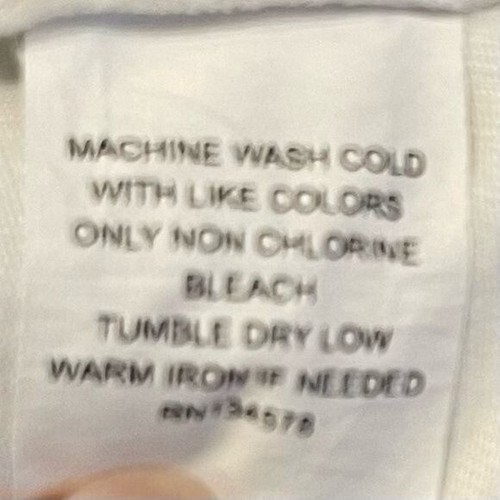 MACHINE WASH COLD
WITH LIKE COLORS
ONLY NON CHLORINE
BLEACH
TUMBLE DRY LOW
WARM IRON IF NEEDED